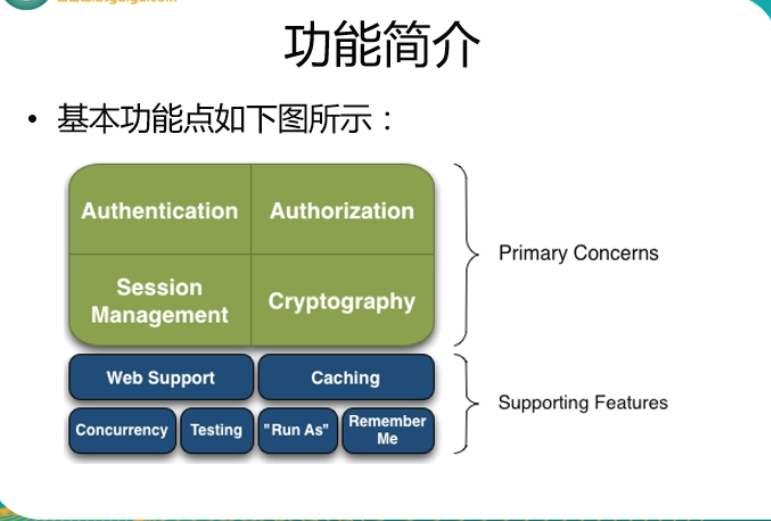 功能简介
• 基本功能点如下图所示：
Authentication
Authorization
Session
Management
Cryptography
Primary Concerns
Web Support
Caching
Concurrency
Testing
"Run As"
Remember
Me
Supporting Features